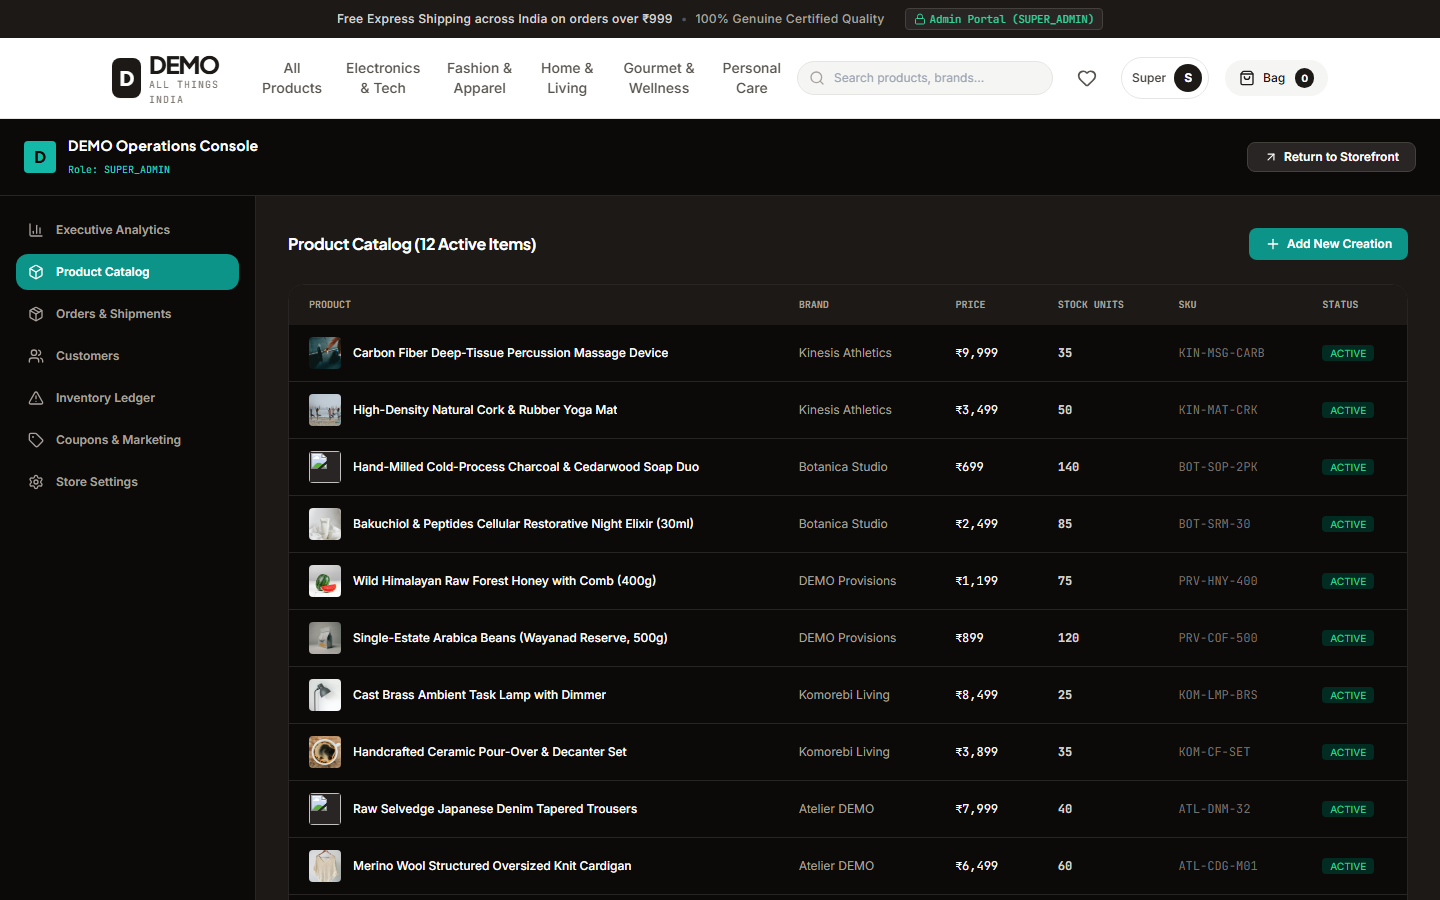 Free Express Shipping across India on orders over ₹999 • 100% Genuine Certified Quality Admin Portal (SUPER_ADMIN)
D DEMO
ALL THINGS INDIA
All Products
Electronics & Tech
Fashion & Apparel
Home & Living
Gourmet & Wellness
Personal Care
Search products, brands...
Super S
Bag 0
D DEMO Operations Console
Role: SUPER_ADMIN
Return to Storefront
Executive Analytics
Product Catalog
Orders & Shipments
Customers
Inventory Ledger
Coupons & Marketing
Store Settings
Product Catalog (12 Active Items)
Add New Creation
PRODUCT BRAND PRICE STOCK UNITS SKU STATUS
Carbon Fiber Deep-Tissue Percussion Massage Device Kinesis Athletics ₹9,999 35 KIN-MSG-CARB ACTIVE
High-Density Natural Cork & Rubber Yoga Mat Kinesis Athletics ₹3,499 50 KIN-MAT-CRK ACTIVE
Hand-Milled Cold-Process Charcoal & Cedarwood Soap Duo Botanica Studio ₹699 140 BOT-SOP-2PK ACTIVE
Bakuchiol & Peptides Cellular Restorative Night Elixir (30ml) Botanica Studio ₹2,499 85 BOT-SRM-30 ACTIVE
Wild Himalayan Raw Forest Honey with Comb (400g) DEMO Provisions ₹1,199 75 PRV-HNY-400 ACTIVE
Single-Estate Arabica Beans (Wayanad Reserve, 500g) DEMO Provisions ₹899 120 PRV-COF-500 ACTIVE
Cast Brass Ambient Task Lamp with Dimmer Komorebi Living ₹8,499 25 KOM-LMP-BRS ACTIVE
Handcrafted Ceramic Pour-Over & Decanter Set Komorebi Living ₹3,899 35 KOM-CF-SET ACTIVE
Raw Selvedge Japanese Denim Tapered Trousers Atelier DEMO ₹7,999 40 ATL-DNM-32 ACTIVE
Merino Wool Structured Oversized Knit Cardigan Atelier DEMO ₹6,499 60 ATL-CDG-M01 ACTIVE